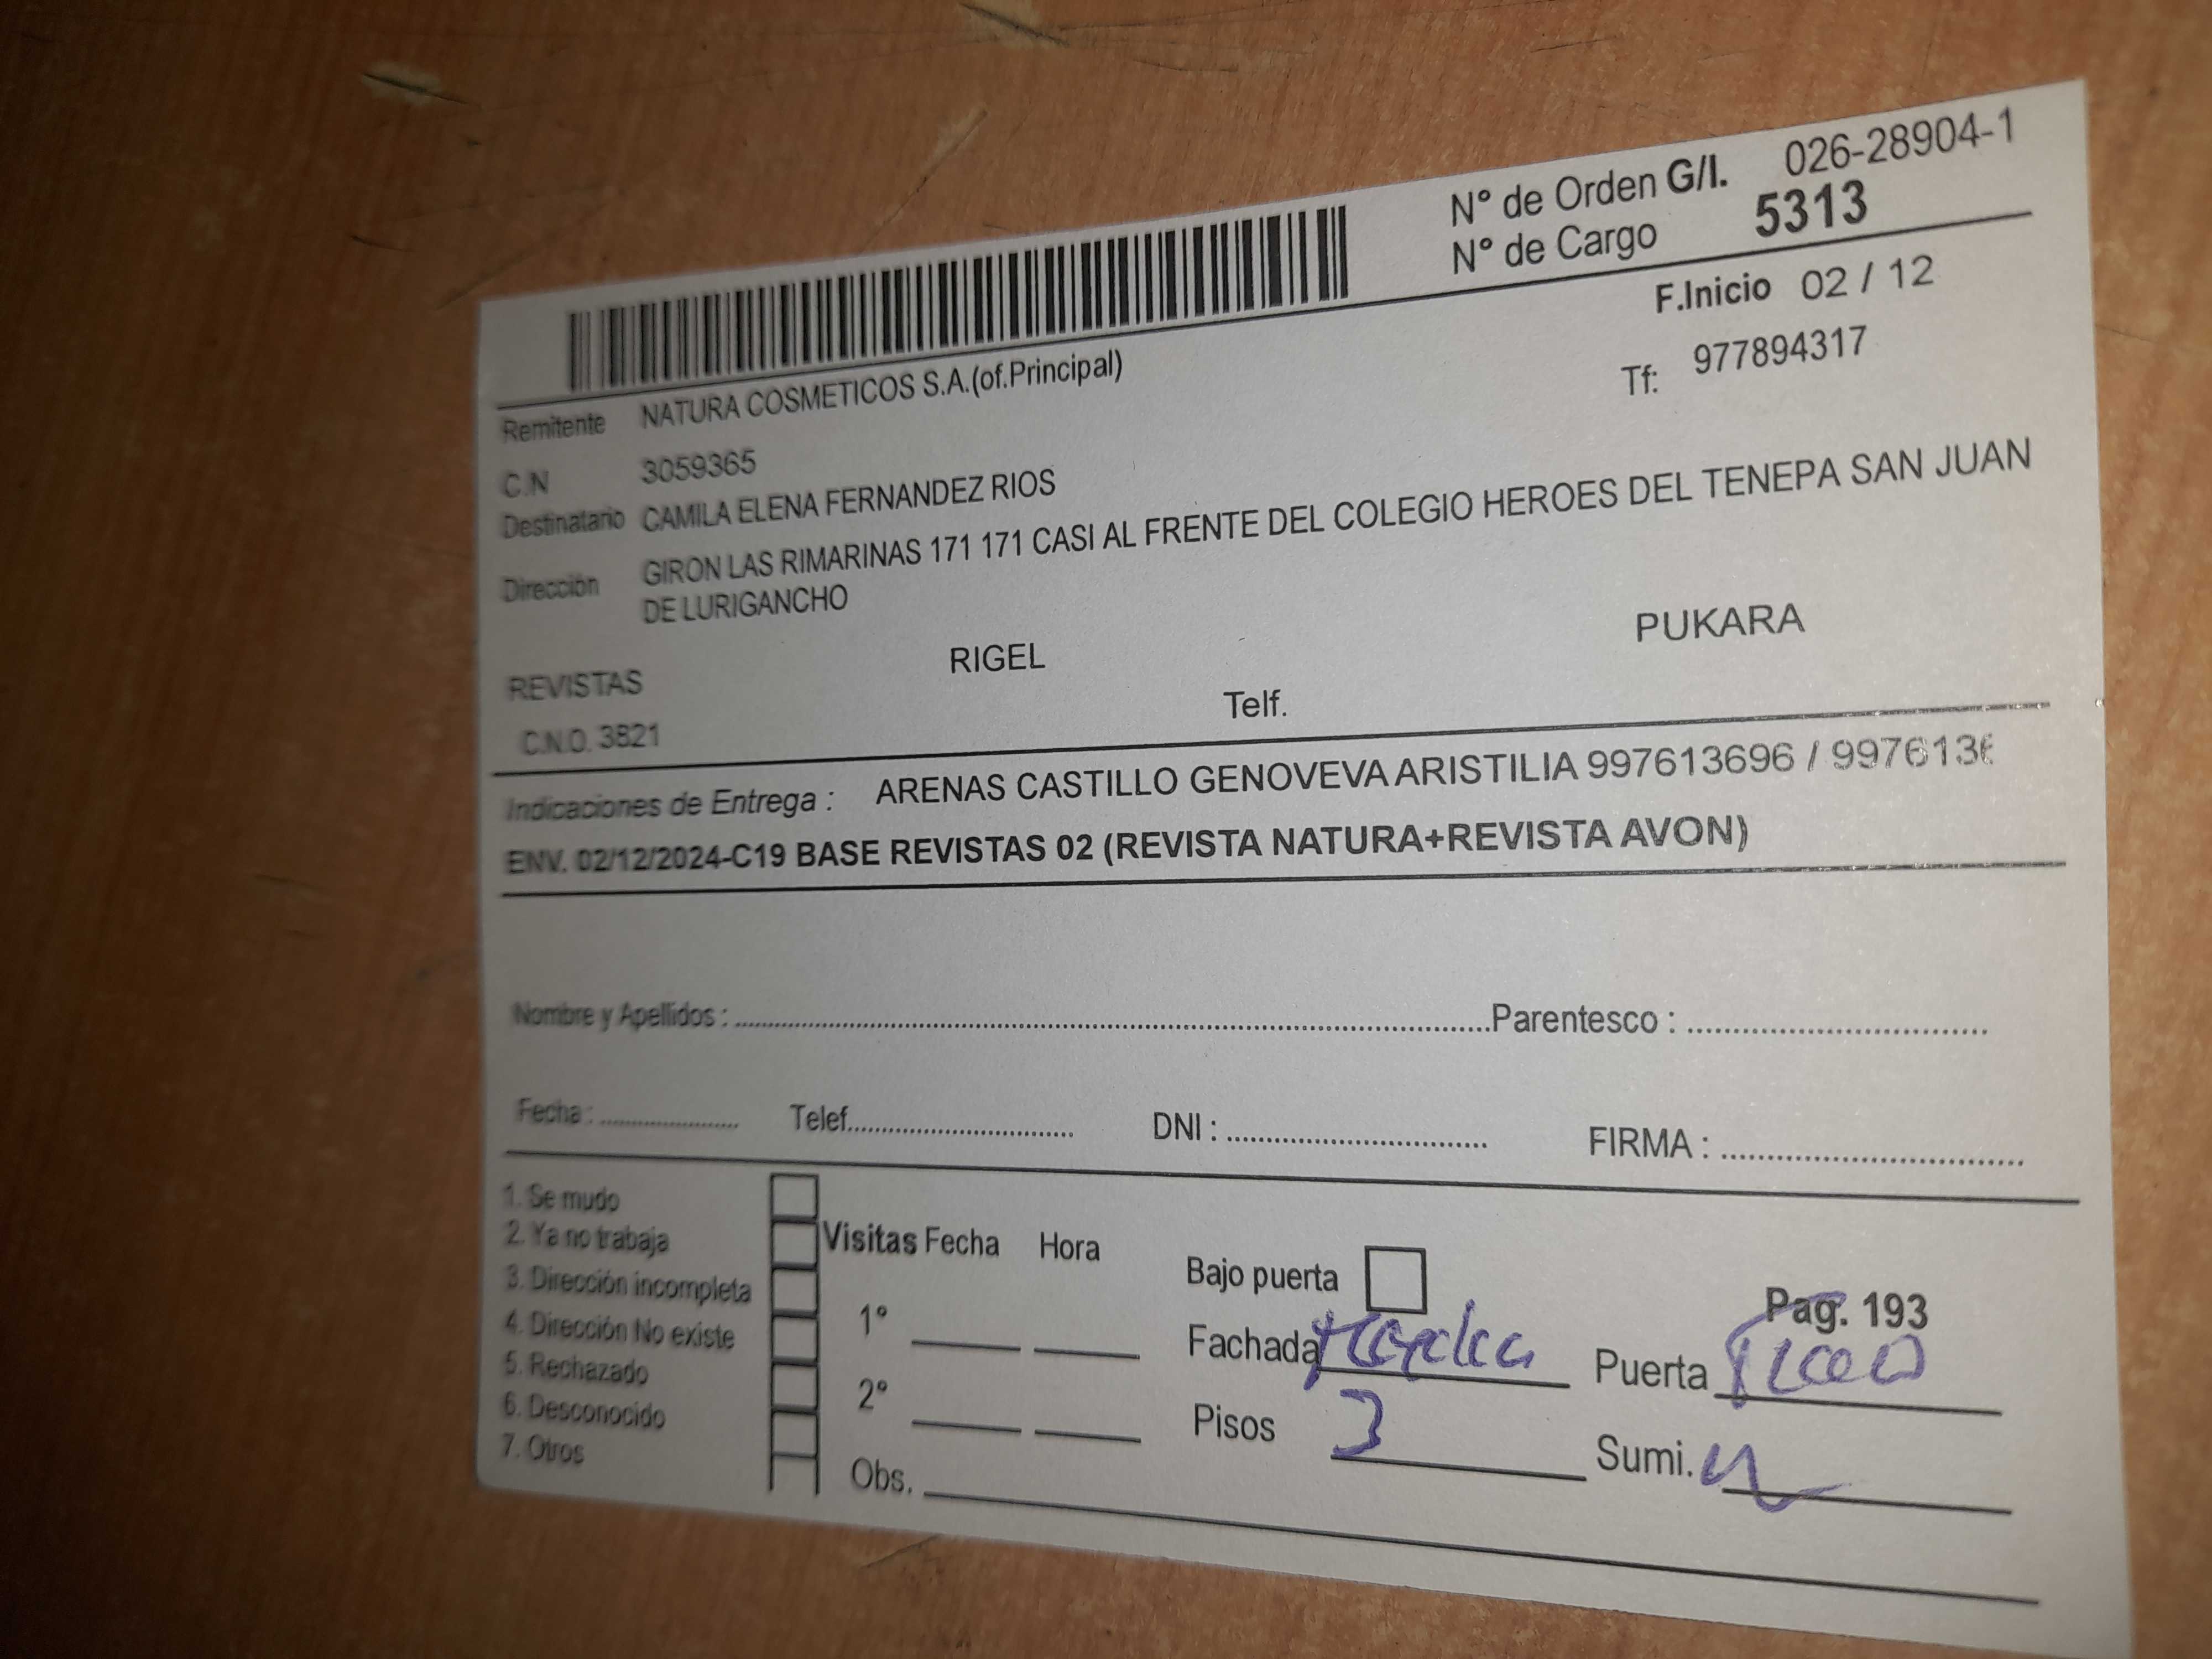 N° de Orden G/I. 026-28904-1
N° de Cargo 5313
F.Inicio 02 / 12
Remitente NATURA COSMETICOS S.A.(of.Principal)
Tf: 977894317
C.N 3059365
Destinatario CAMILA ELENA FERNANDEZ RIOS
Dirección GIRON LAS RIMARINAS 171 171 CASI AL FRENTE DEL COLEGIO HEROES DEL TENEPA SAN JUAN
DE LURIGANCHO
REVISTAS RIGEL PUKARA
C.N.O. 3821 Telf.
Indicaciones de Entrega : ARENAS CASTILLO GENOVEVA ARISTILIA 997613696 / 9976136
ENV. 02/12/2024-C19 BASE REVISTAS 02 (REVISTA NATURA+REVISTA AVON)
Nombre y Apellidos : Parentesco :
Fecha : Telef. DNI : FIRMA :
1. Se mudo
2. Ya no trabaja
3. Dirección incompleta
4. Dirección No existe
5. Rechazado
6. Desconocido
7. Otros
Visitas Fecha Hora
1°
2°
Obs.
Bajo puerta
Pag. 193
Fachada Puerta
Pisos 3 Sumi.